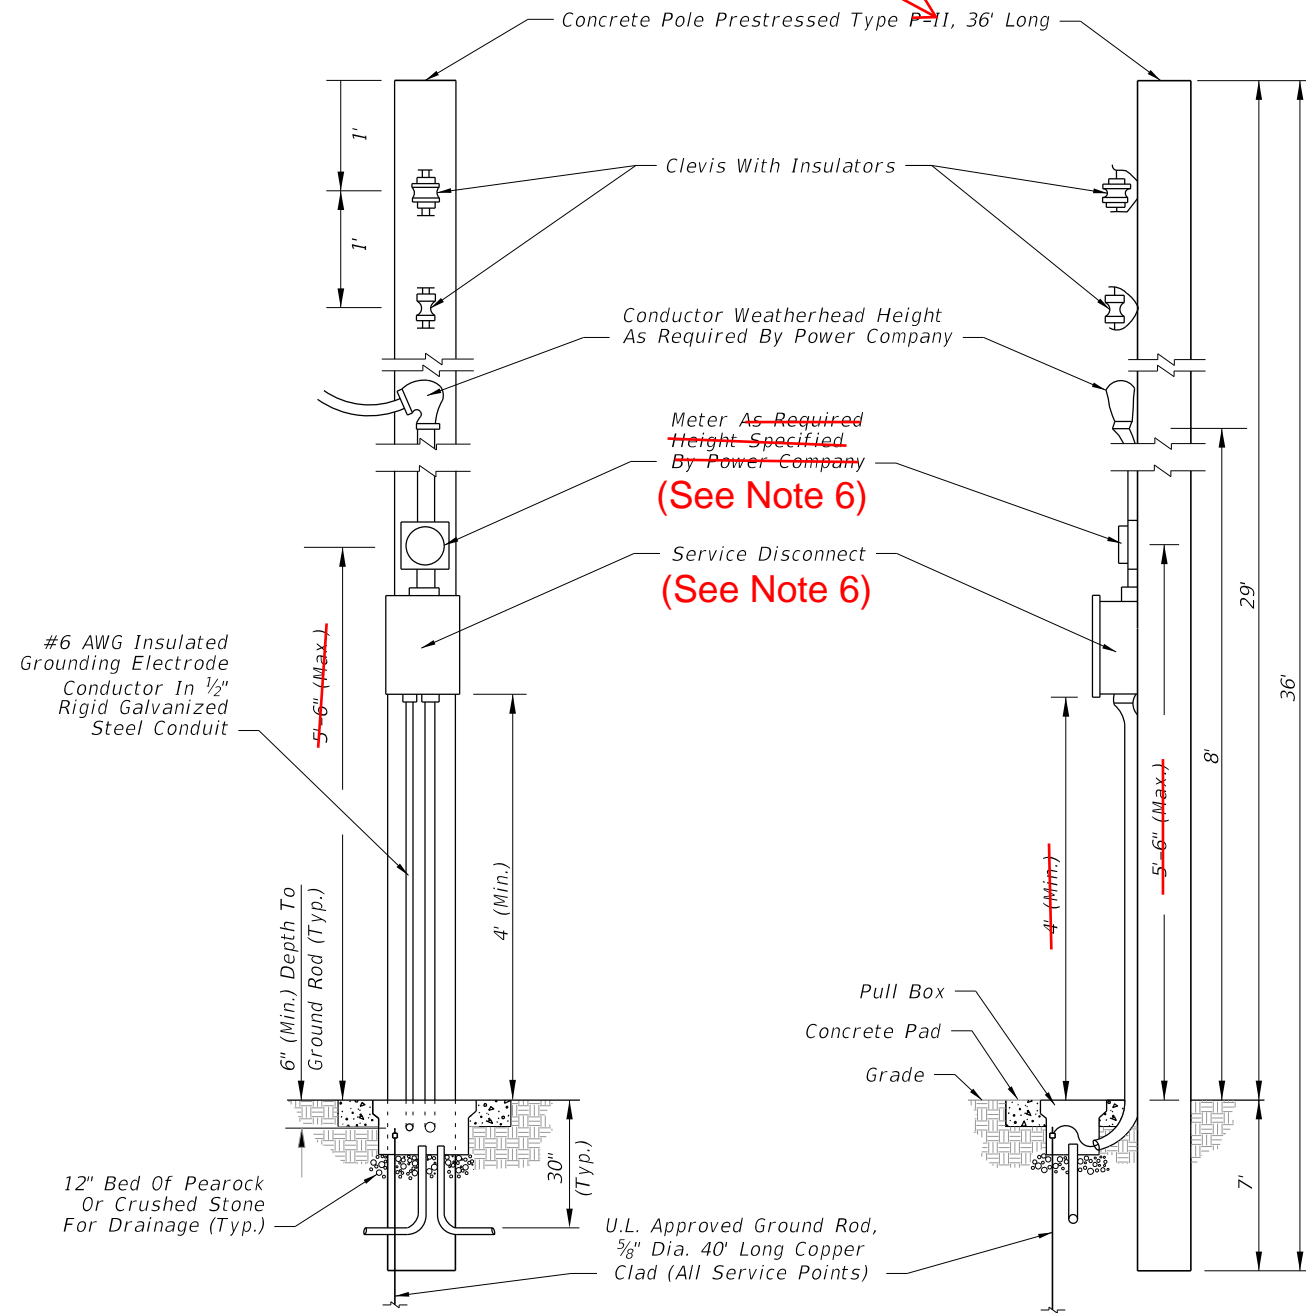 Concrete Pole Prestressed Type P-II, 36' Long
1'
Clevis With Insulators
1'
Conductor Weatherhead Height
As Required By Power Company
Meter As Required
Height Specified
By Power Company
(See Note 6)
Service Disconnect
(See Note 6)
#6 AWG Insulated
Grounding Electrode
Conductor In ½"
Rigid Galvanized
Steel Conduit
5'-6" (Max.)
29'
36'
8'
5'-6" (Max.)
4' (Min.)
4' (Min.)
6" (Min.) Depth To
Ground Rod (Typ.)
Pull Box
Concrete Pad
Grade
30"
(Typ.)
7'
12" Bed Of Pearock
Or Crushed Stone
For Drainage (Typ.)
U.L. Approved Ground Rod,
⅝" Dia. 40' Long Copper
Clad (All Service Points)